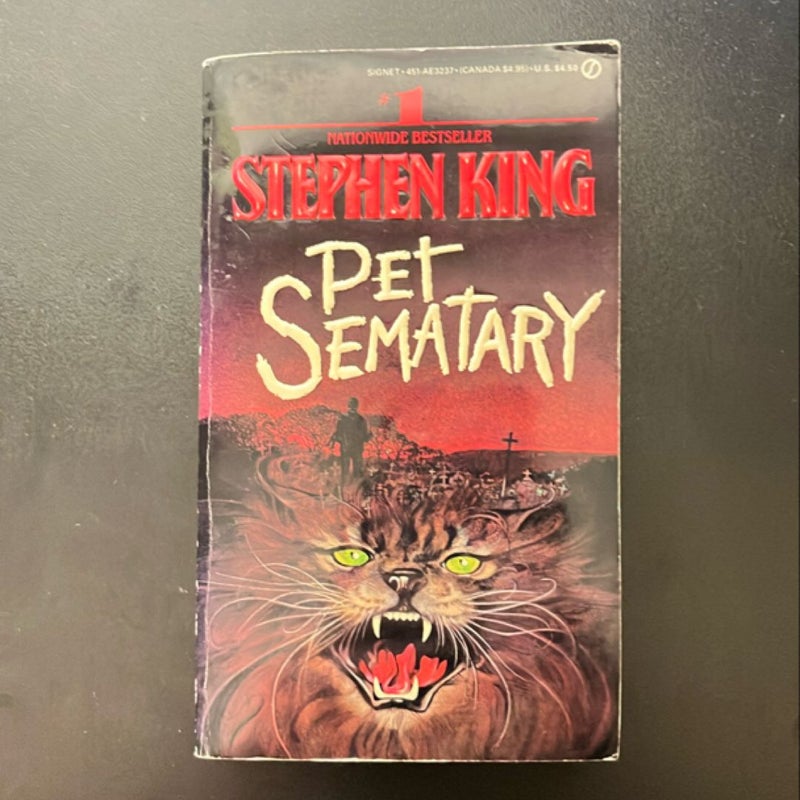 SIGNET•451-AE3237•(CANADA $4.95)•U.S. $4.50
#1
NATIONWIDE BESTSELLER
STEPHEN KING
PET
SEMATARY